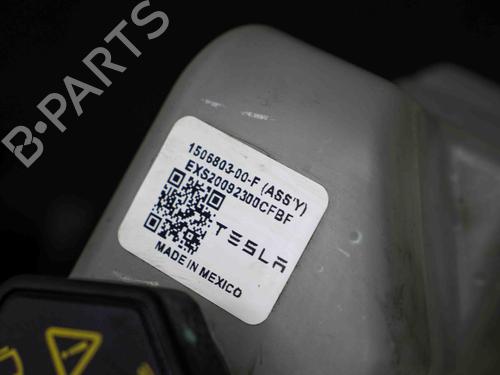 B-PARTS
1506803-00-F (ASS'Y)
EXS20092300CFBF
TESLA
MADE IN MEXICO